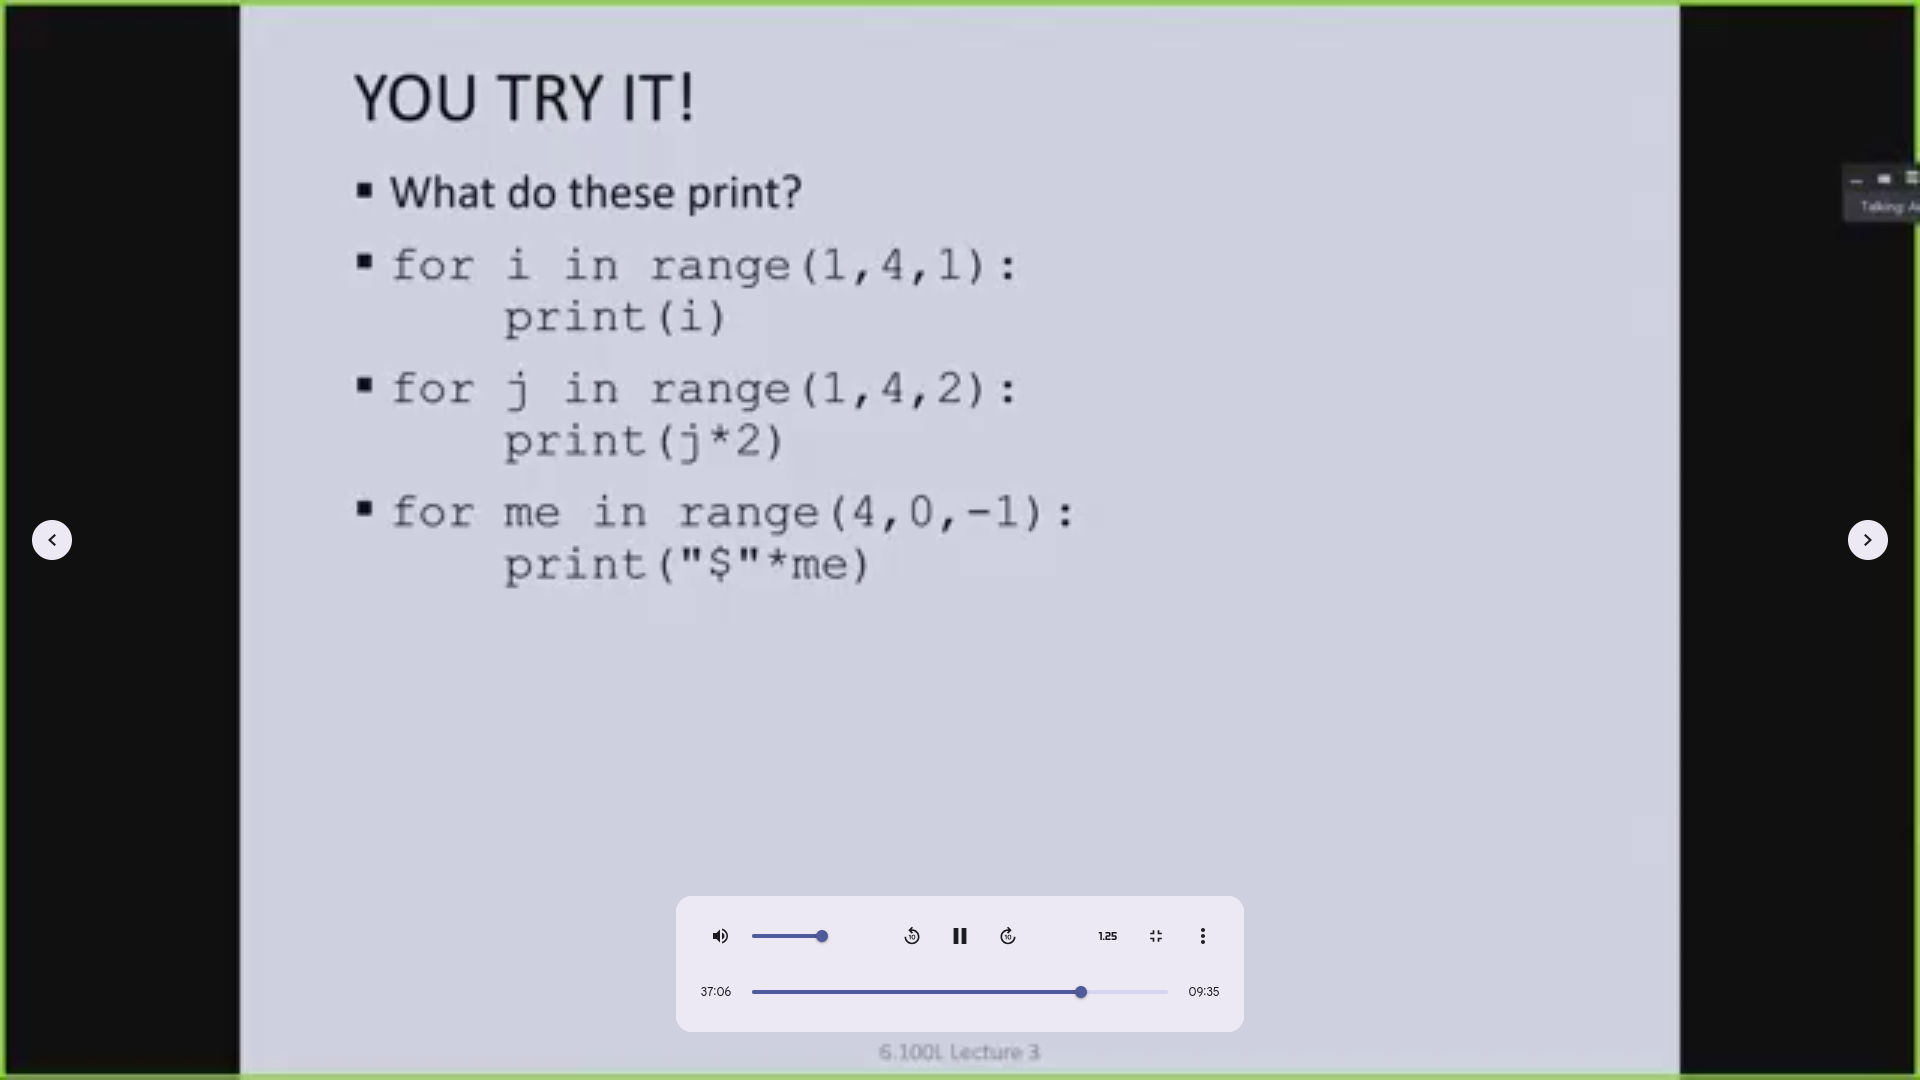 YOU TRY IT!
▪ What do these print?
▪ for i in range(1,4,1):
print(i)
▪ for j in range(1,4,2):
print(j*2)
▪ for me in range(4,0,-1):
print("$"*me)
Talking:
10
10
1.25
37:06
09:35
6.100L Lecture 3